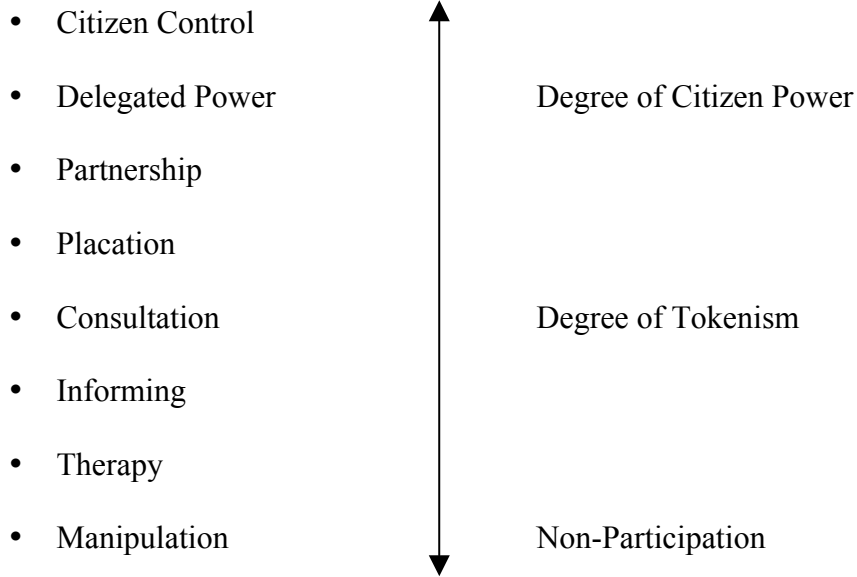 • Citizen Control
• Delegated Power Degree of Citizen Power
• Partnership
• Placation
• Consultation Degree of Tokenism
• Informing
• Therapy
• Manipulation Non-Participation